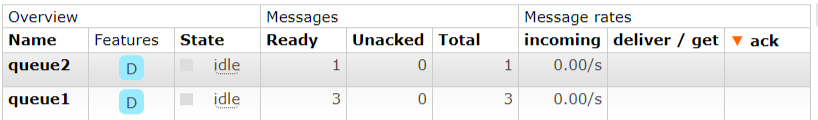 Overview Messages Message rates
Name Features State Ready Unacked Total incoming deliver / get ▼ ack
queue2 D idle 1 0 1 0.00/s
queue1 D idle 3 0 3 0.00/s